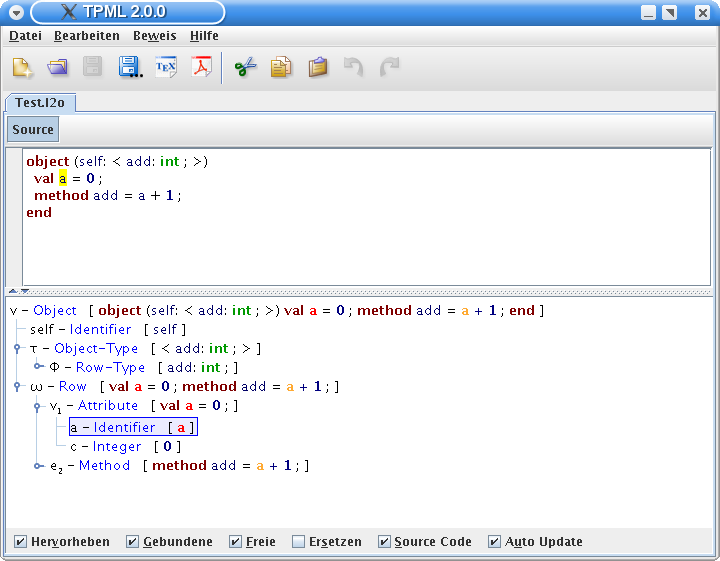 TPML 2.0.0
Datei Bearbeiten Beweis Hilfe
TEX
Test.l2o
Source
object (self: < add: int ; >)
val a = 0 ;
method add = a + 1 ;
end
v – Object [ object (self: < add: int ; >) val a = 0 ; method add = a + 1 ; end ]
self – Identifier [ self ]
τ – Object-Type [ < add: int ; > ]
Φ – Row-Type [ add: int ; ]
ω – Row [ val a = 0 ; method add = a + 1 ; ]
v₁ – Attribute [ val a = 0 ; ]
a – Identifier [ a ]
c – Integer [ 0 ]
e₂ – Method [ method add = a + 1 ; ]
Hervorheben Gebundene Freie Ersetzen Source Code Auto Update